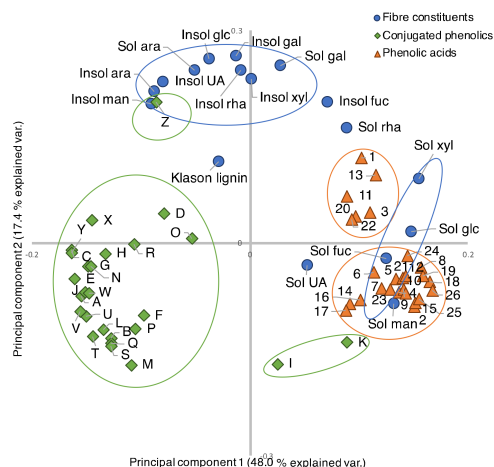 0.3
Fibre constituents
Conjugated phenolics
Phenolic acids
Insol glc
Insol gal
Sol ara
Sol gal
Insol ara
Insol UA
Insol man
Insol rha
Insol xyl
Insol fuc
Z
Sol rha
Sol xyl
Klason lignin
1
13
11
20
3
22
X
D
Y
O
Sol glc
-0.2
0
0.2
H
R
C
G
E
N
Sol fuc
24
Sol UA
6
5
21
12
8
19
10
18
7
J
W
A
16
14
23
4
26
17
9
15
25
Sol man
2
V
U
F
L
P
B
Q
T
S
M
K
I
Principal component 2 (17.4 % explained var.)
-0.3
Principal component 1 (48.0 % explained var.)